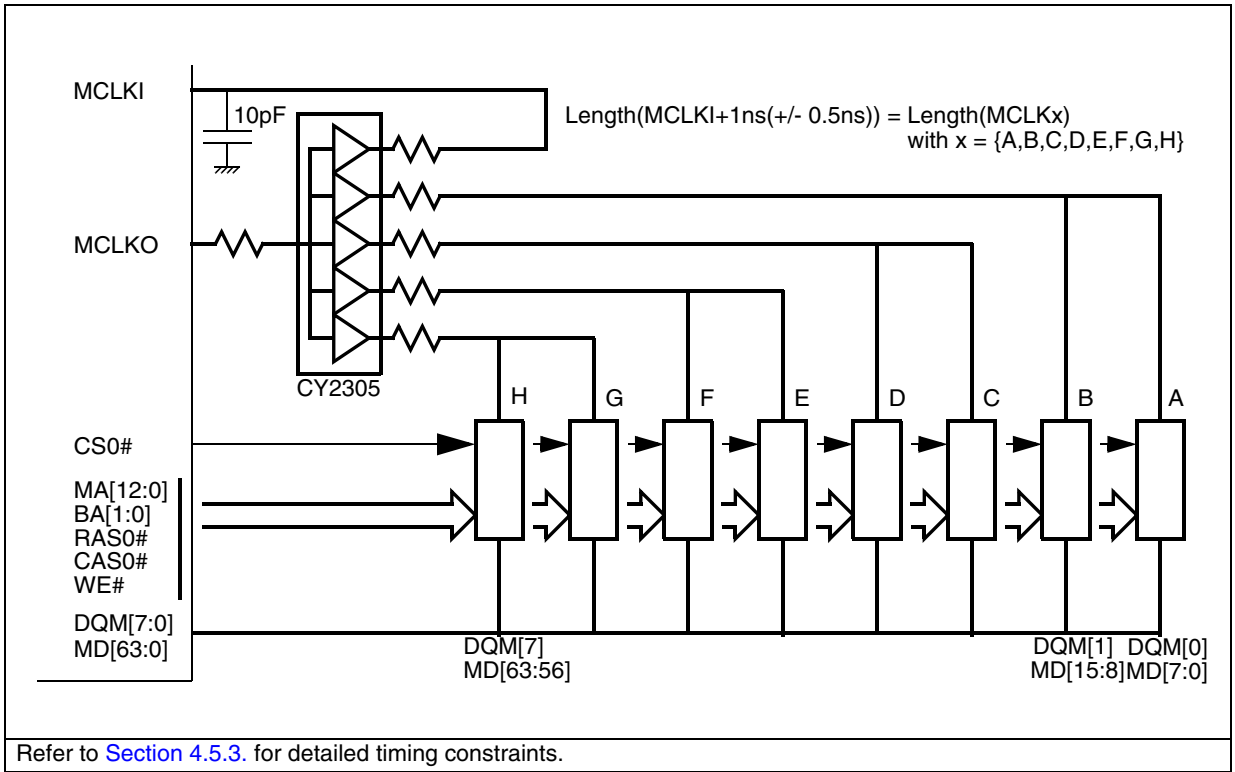 MCLKI
10pF
Length(MCLKI+1ns(+/- 0.5ns)) = Length(MCLKx)
with x = {A,B,C,D,E,F,G,H}
MCLKO
CY2305
H G F E D C B A
CS0#
MA[12:0]
BA[1:0]
RAS0#
CAS0#
WE#
DQM[7:0]
MD[63:0]
DQM[7]
MD[63:56]
DQM[1]
MD[15:8]
DQM[0]
MD[7:0]
Refer to Section 4.5.3. for detailed timing constraints.